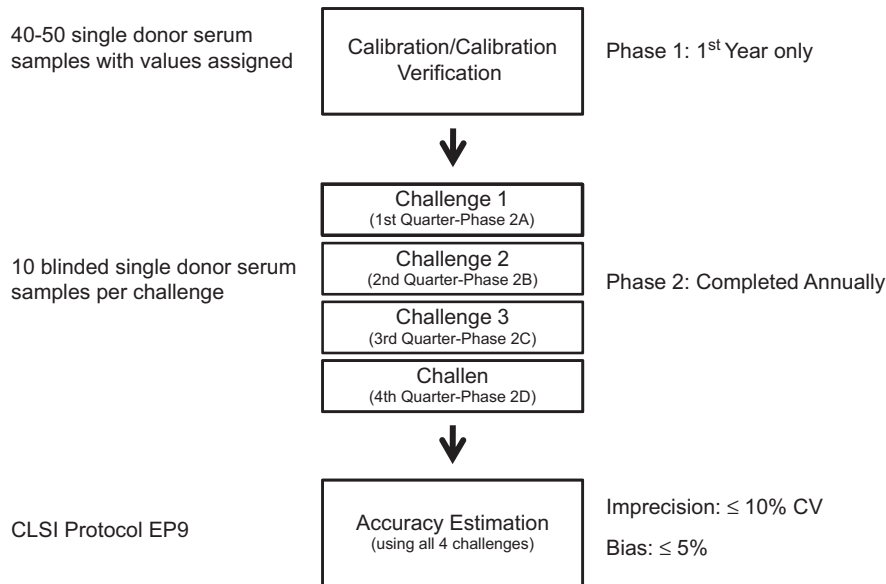 40-50 single donor serum
samples with values assigned
Calibration/Calibration
Verification
Phase 1: 1st Year only
Challenge 1
(1st Quarter-Phase 2A)
Challenge 2
(2nd Quarter-Phase 2B)
10 blinded single donor serum
samples per challenge
Phase 2: Completed Annually
Challenge 3
(3rd Quarter-Phase 2C)
Challen
(4th Quarter-Phase 2D)
CLSI Protocol EP9
Accuracy Estimation
(using all 4 challenges)
Imprecision: ≤ 10% CV
Bias: ≤ 5%